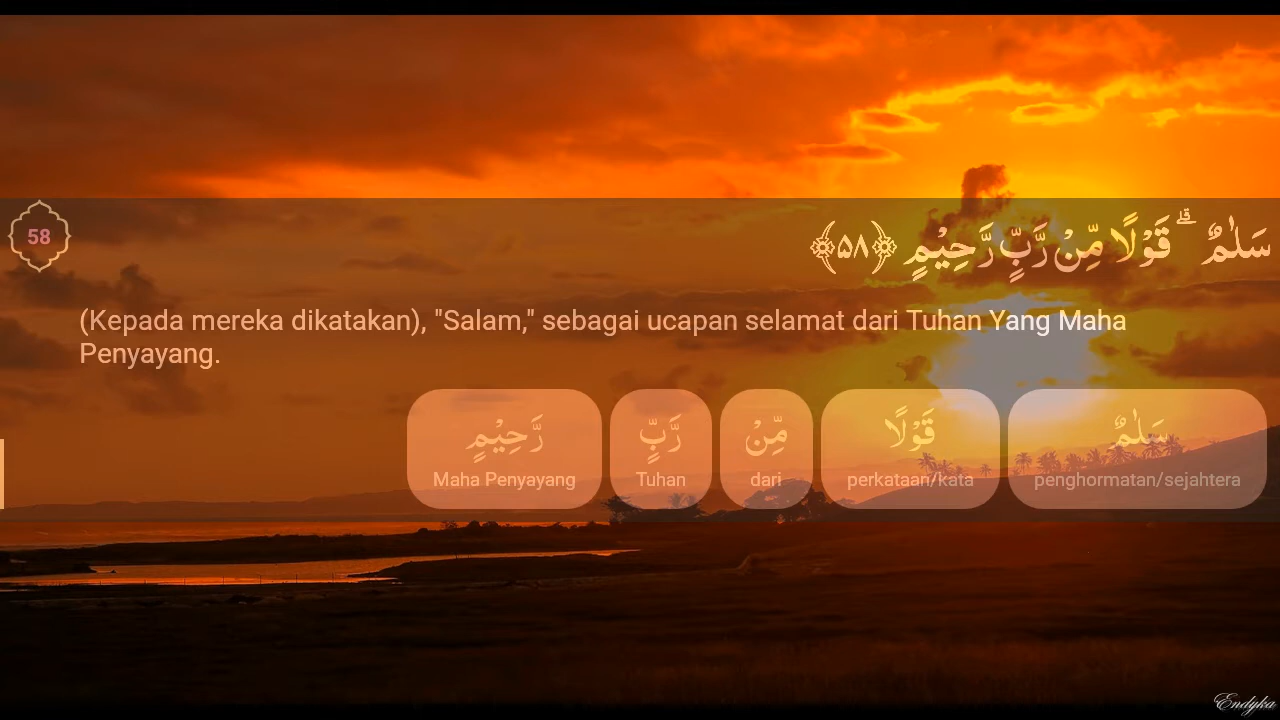 58
سَلٰمٌ ۗ قَوْلًا مِّنْ رَّبٍّ رَّحِيْمٍ ﴿٥٨﴾
(Kepada mereka dikatakan), "Salam," sebagai ucapan selamat dari Tuhan Yang Maha
Penyayang.
سَلٰمٌ قَوْلًا مِّنْ رَّبٍّ رَّحِيْمٍ
penghormatan/sejahtera perkataan/kata dari Tuhan Maha Penyayang
Endyka